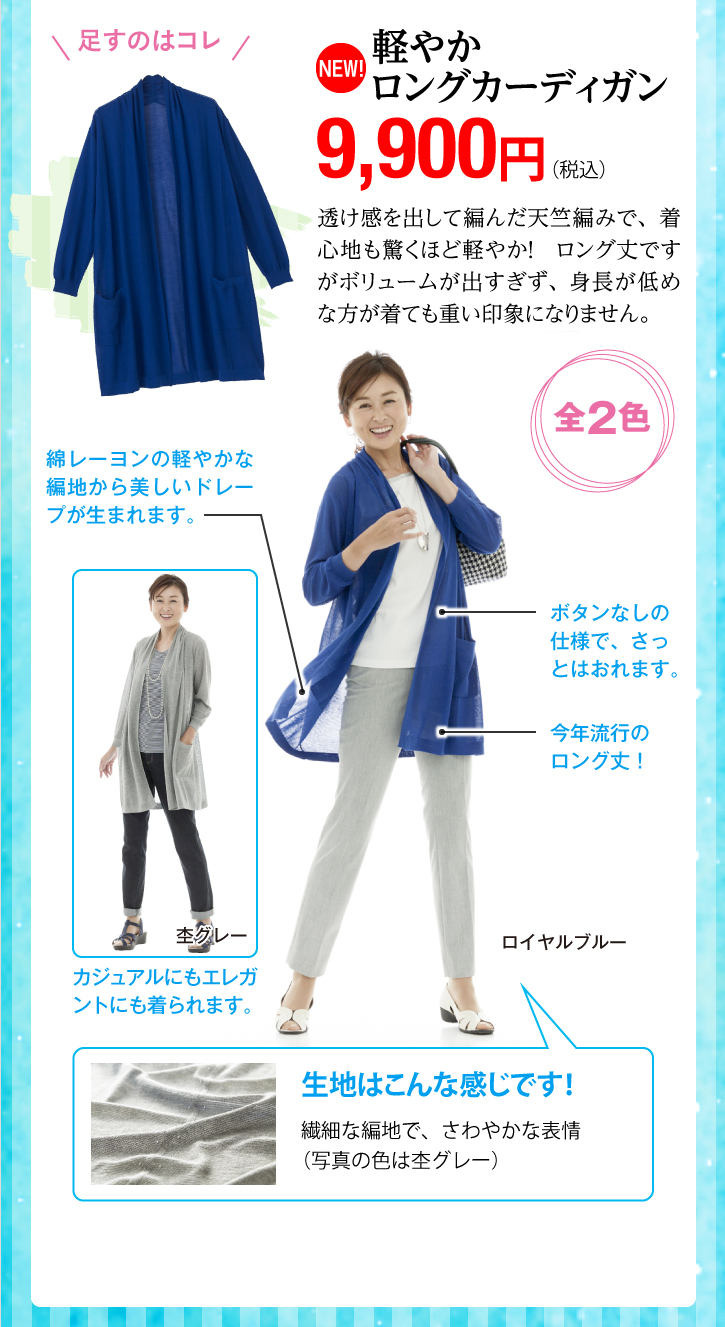 足すのはコレ
NEW!
軽やか
ロングカーディガン
9,900円(税込)
透け感を出して編んだ天竺編みで、着
心地も驚くほど軽やか!　ロング丈です
がボリュームが出すぎず、身長が低め
な方が着ても重い印象になりません。
全2色
綿レーヨンの軽やかな
編地から美しいドレー
プが生まれます。
ボタンなしの
仕様で、さっ
とはおれます。
今年流行の
ロング丈！
杢グレー
ロイヤルブルー
カジュアルにもエレガ
ントにも着られます。
生地はこんな感じです!
繊細な編地で、さわやかな表情
（写真の色は杢グレー）